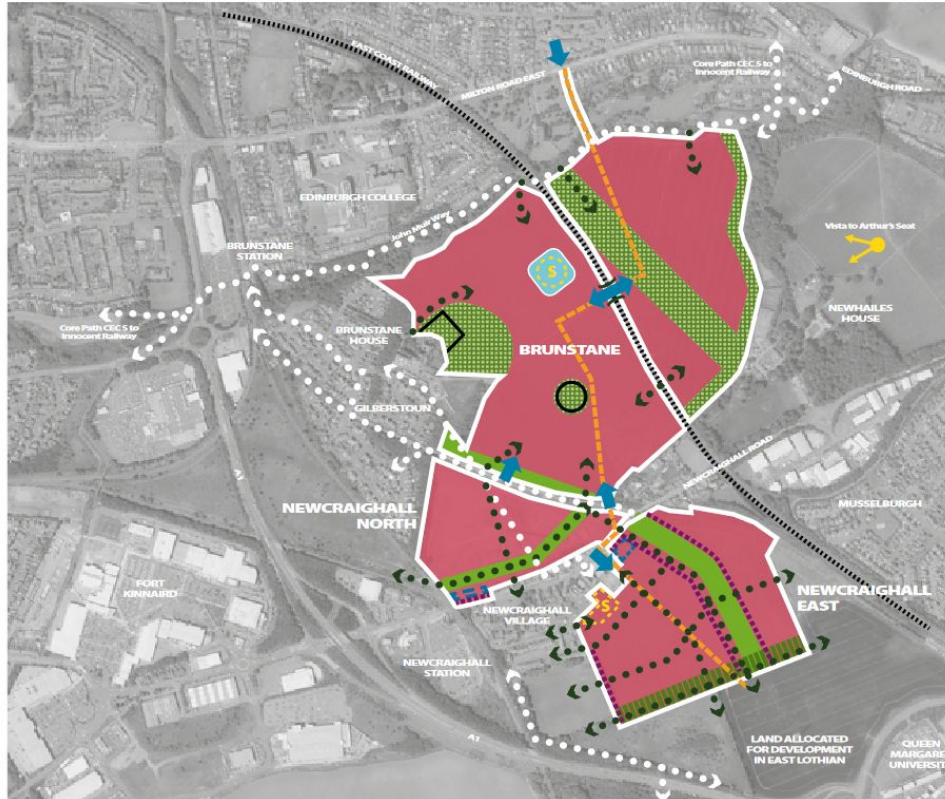 EAST COAST RAILWAY
MILTON ROAD EAST
Core Path CEC 5 to
Innocent Railway
EDINBURGH ROAD
EDINBURGH COLLEGE
John Muir Way
BRUNSTANE
STATION
S
Vista to Arthur's Seat
NEWHAILES
HOUSE
Core Path CEC 5 to
Innocent Railway
BRUNSTANE
HOUSE
BRUNSTANE
GILBERSTOUN
A1
NEWCRAIGHALL ROAD
MUSSELBURGH
NEWCRAIGHALL
NORTH
FORT
KINNAIRD
NEWCRAIGHALL
EAST
S
NEWCRAIGHALL
VILLAGE
NEWCRAIGHALL
STATION
A1
LAND ALLOCATED
FOR DEVELOPMENT
IN EAST LOTHIAN
QUEEN
MARGARE
UNIVERSIT